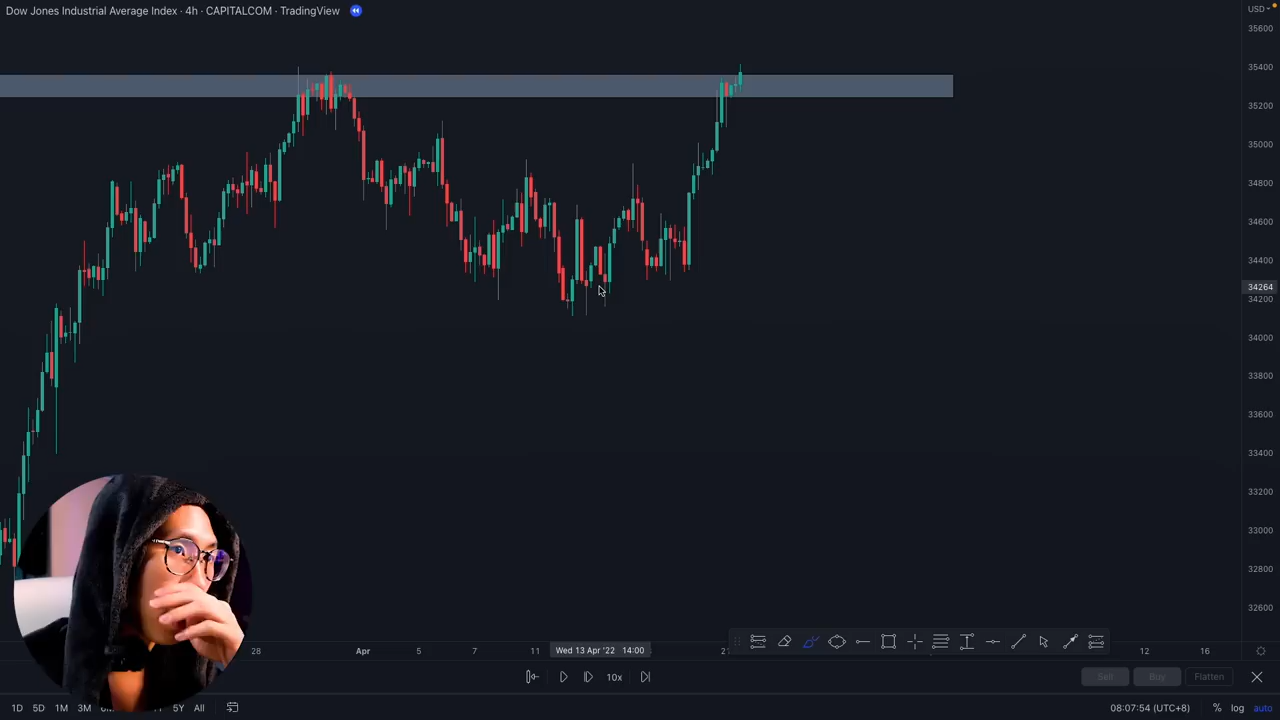 Dow Jones Industrial Average Index · 4h · CAPITALCOM · TradingView
USD
35600
35400
35200
35000
34800
34600
34400
34264
34200
34000
33800
33600
33400
33200
33000
32800
32600
28 Apr 5 7 11 Wed 13 Apr '22 14:00 12 16
10x
Sell Buy Flatten
1D 5D 1M 3M 5Y All
08:07:54 (UTC+8) % log auto